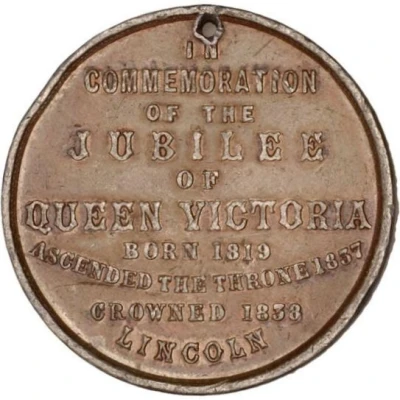 IN
COMMEMORATION
OF THE
JUBILEE
OF
QUEEN VICTORIA
BORN 1819
ASCENDED THE THRONE 1837
CROWNED 1838
LINCOLN